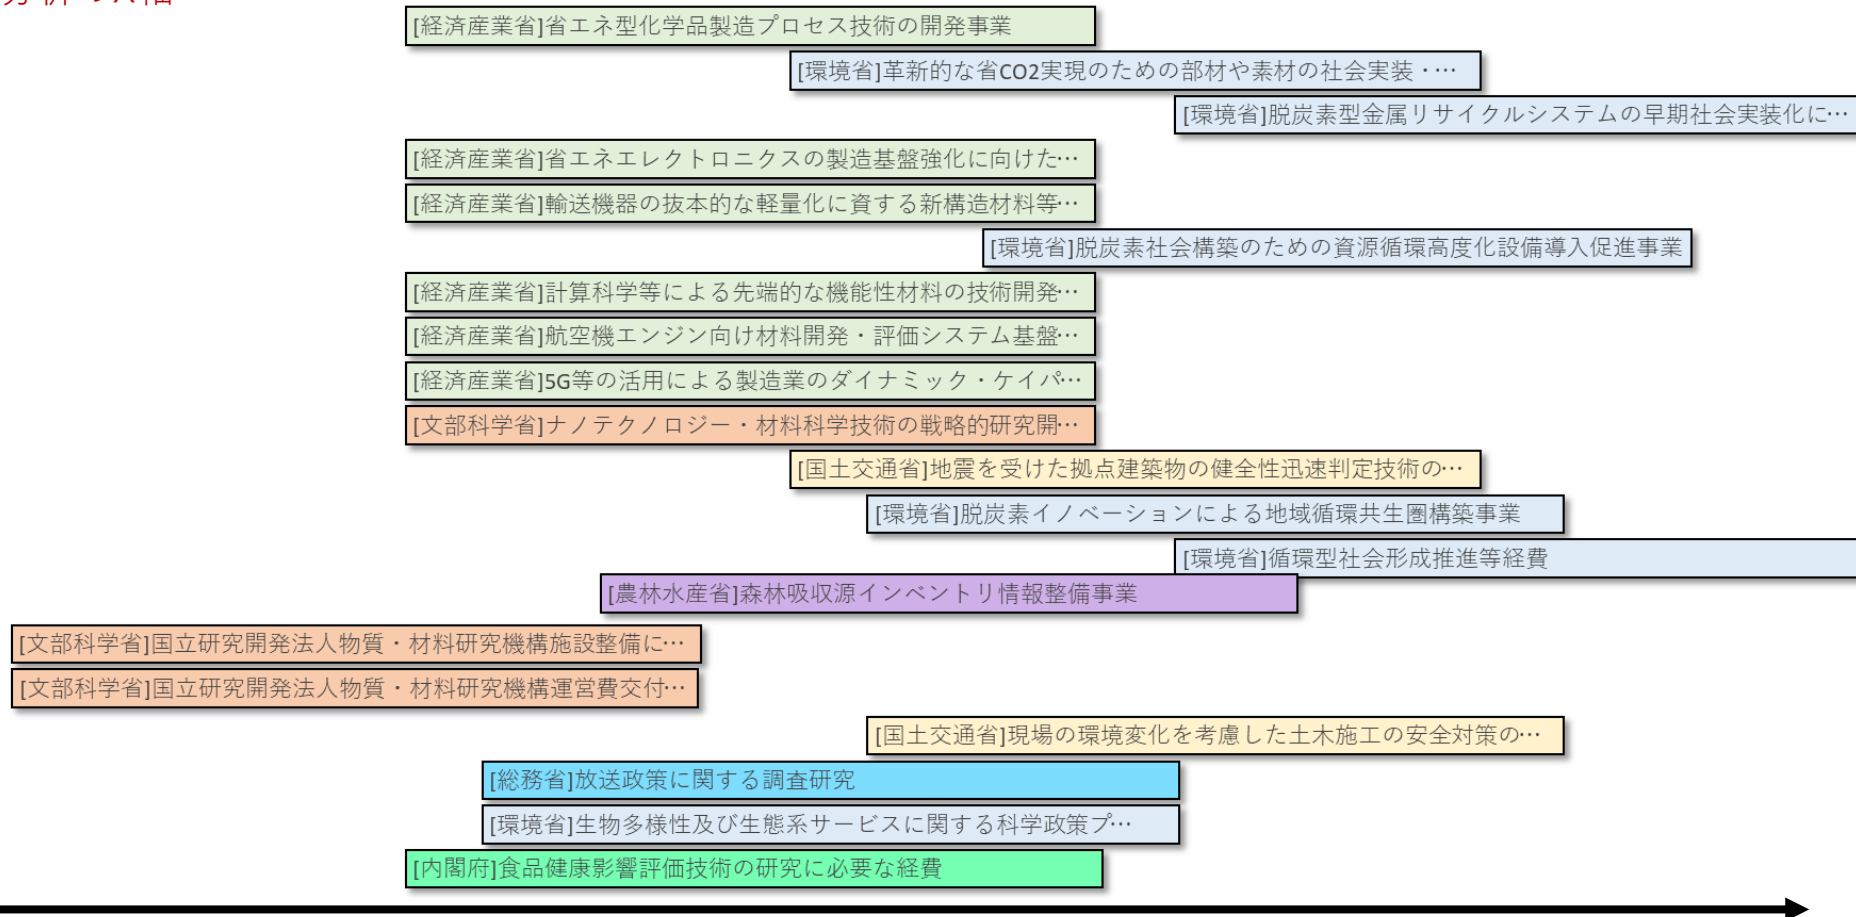 [経済産業省]省エネ型化学品製造プロセス技術の開発事業
[環境省]革新的な省CO2実現のための部材や素材の社会実装・…
[環境省]脱炭素型金属リサイクルシステムの早期社会実装化に…
[経済産業省]省エネエレクトロニクスの製造基盤強化に向けた…
[経済産業省]輸送機器の抜本的な軽量化に資する新構造材料等…
[環境省]脱炭素社会構築のための資源循環高度化設備導入促進事業
[経済産業省]計算科学等による先端的な機能性材料の技術開発…
[経済産業省]航空機エンジン向け材料開発・評価システム基盤…
[経済産業省]5G等の活用による製造業のダイナミック・ケイパ…
[文部科学省]ナノテクノロジー・材料科学技術の戦略的研究開…
[国土交通省]地震を受けた拠点建築物の健全性迅速判定技術の…
[環境省]脱炭素イノベーションによる地域循環共生圏構築事業
[環境省]循環型社会形成推進等経費
[農林水産省]森林吸収源インベントリ情報整備事業
[文部科学省]国立研究開発法人物質・材料研究機構施設整備に…
[文部科学省]国立研究開発法人物質・材料研究機構運営費交付…
[国土交通省]現場の環境変化を考慮した土木施工の安全対策の…
[総務省]放送政策に関する調査研究
[環境省]生物多様性及び生態系サービスに関する科学政策プ…
[内閣府]食品健康影響評価技術の研究に必要な経費